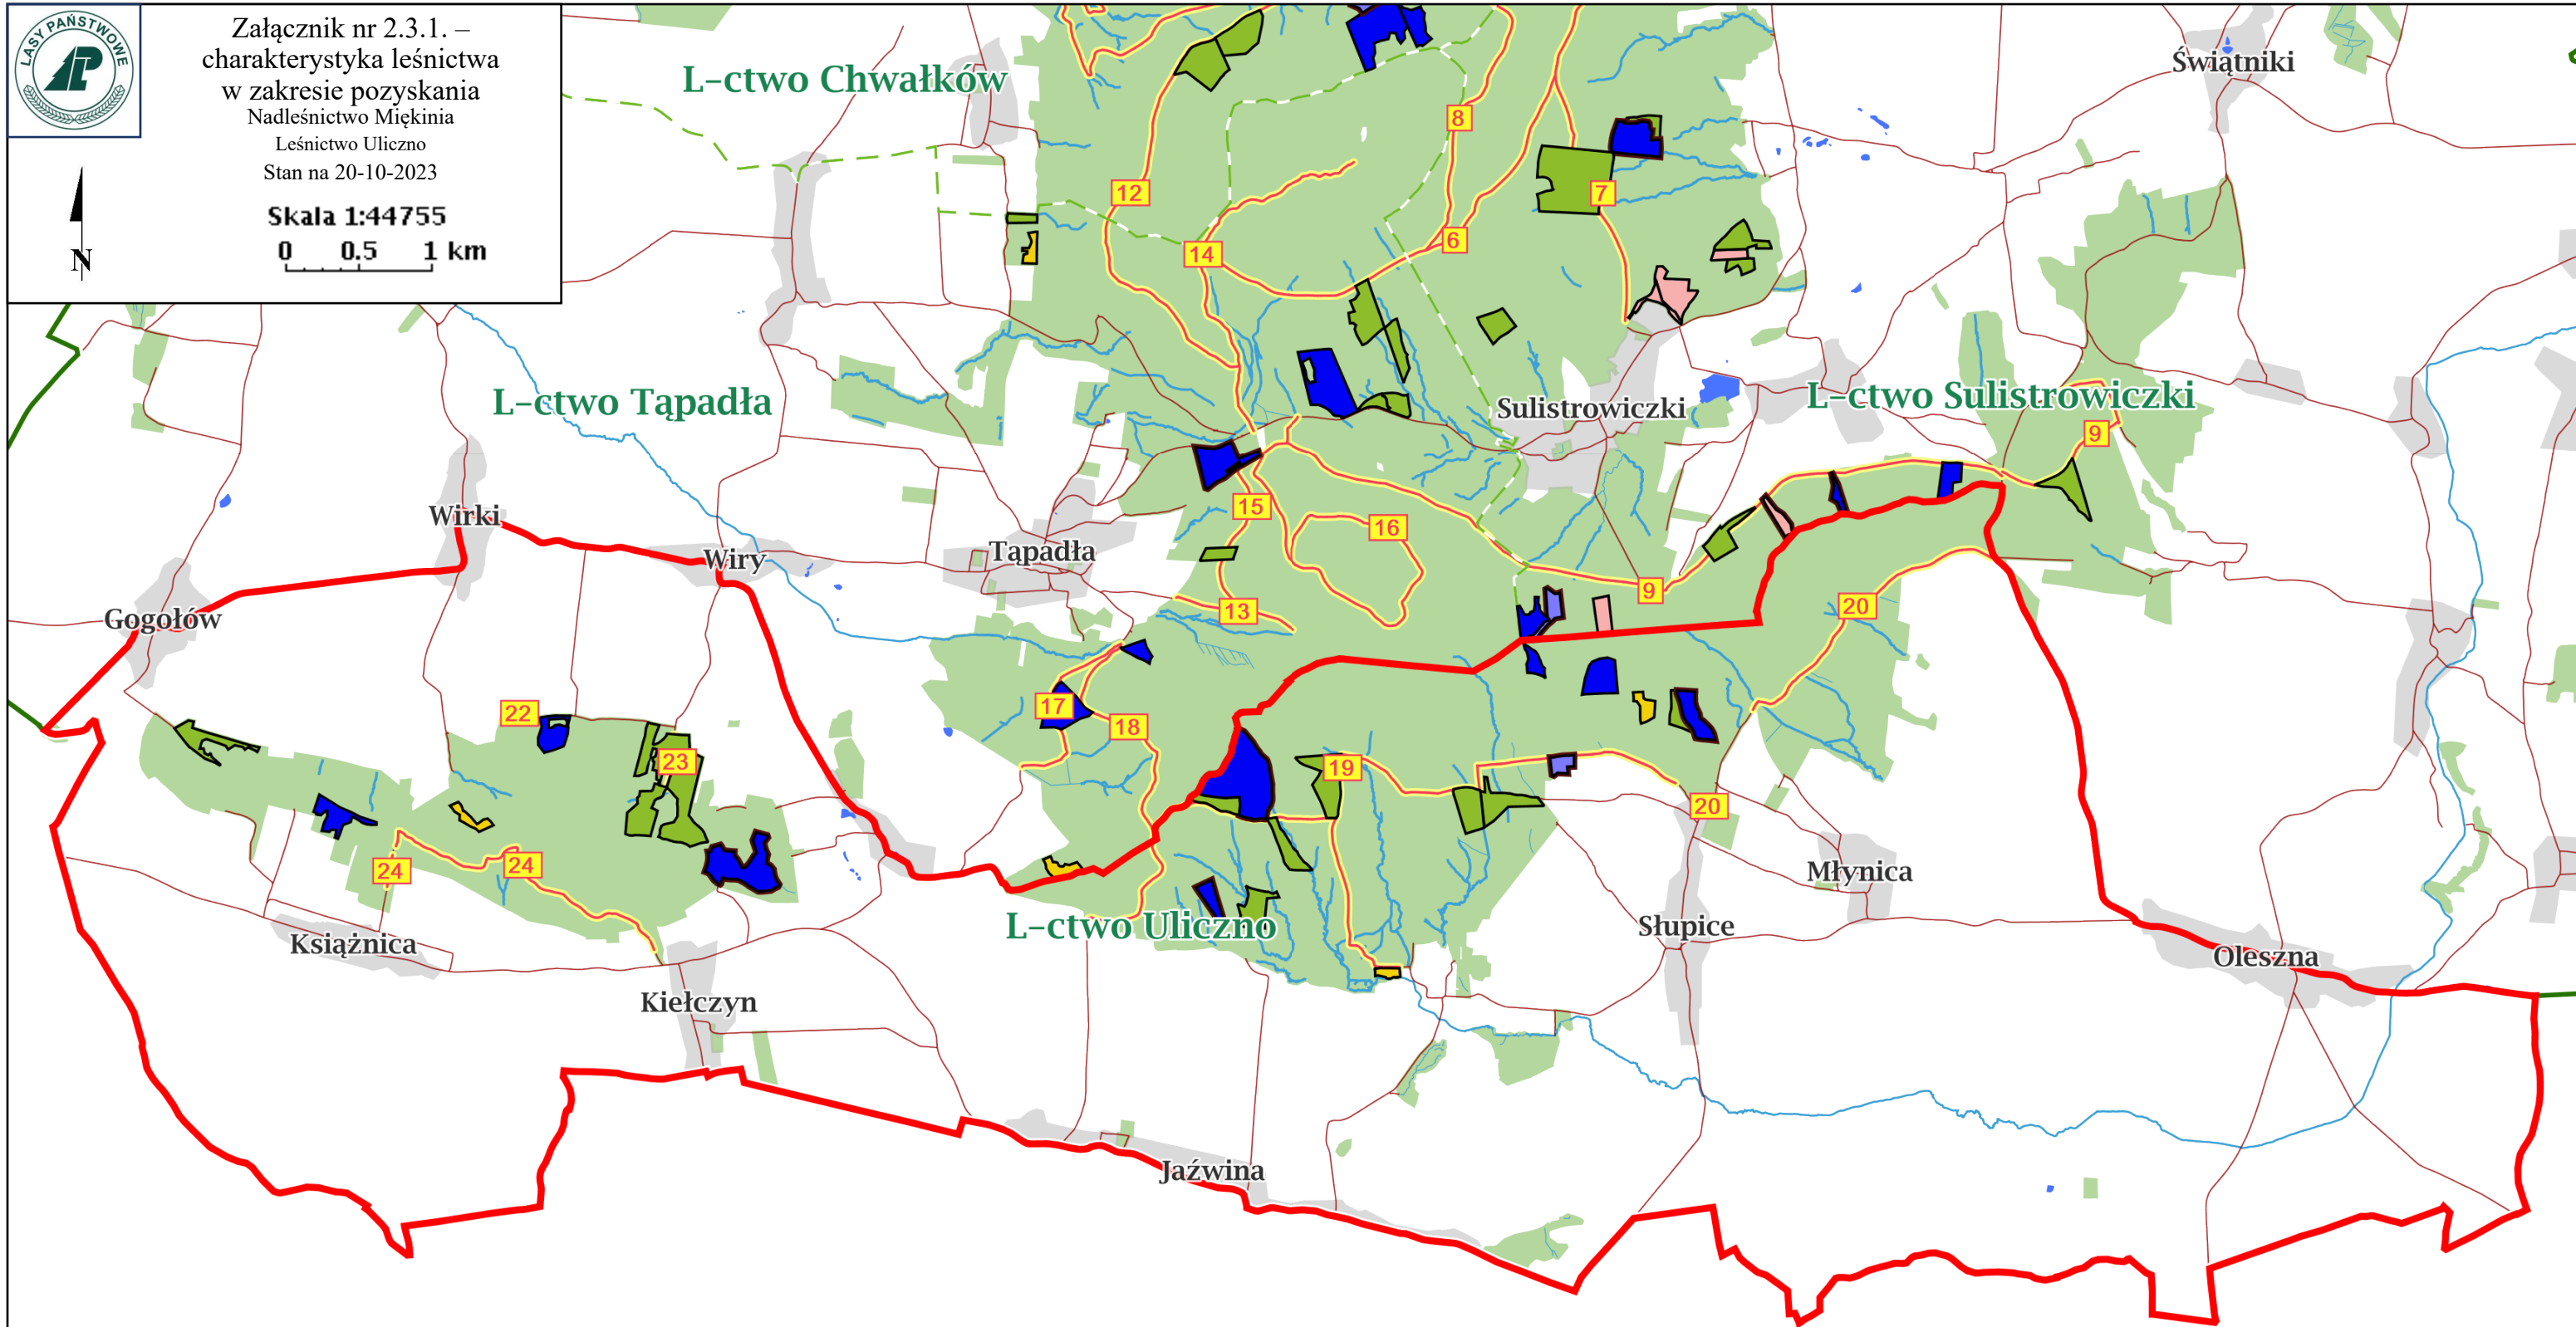 LASY PAŃSTWOWE
LP
Załącznik nr 2.3.1. –
charakterystyka leśnictwa
w zakresie pozyskania
Nadleśnictwo Miękinia
Leśnictwo Uliczno
Stan na 20-10-2023
Skala 1:44755
0 0.5 1 km
N
L-ctwo Chwałków
Świątniki
8
12
7
14
6
L-ctwo Tąpadła
Sulistrowiczki
L-ctwo Sulistrowiczki
9
Wirki
15
16
Wiry
Tąpadła
9
Gogołów
13
20
22
17
18
23
19
20
24
24
Młynica
Książnica
L-ctwo Uliczno
Słupice
Oleszna
Kiełczyn
Jaźwina